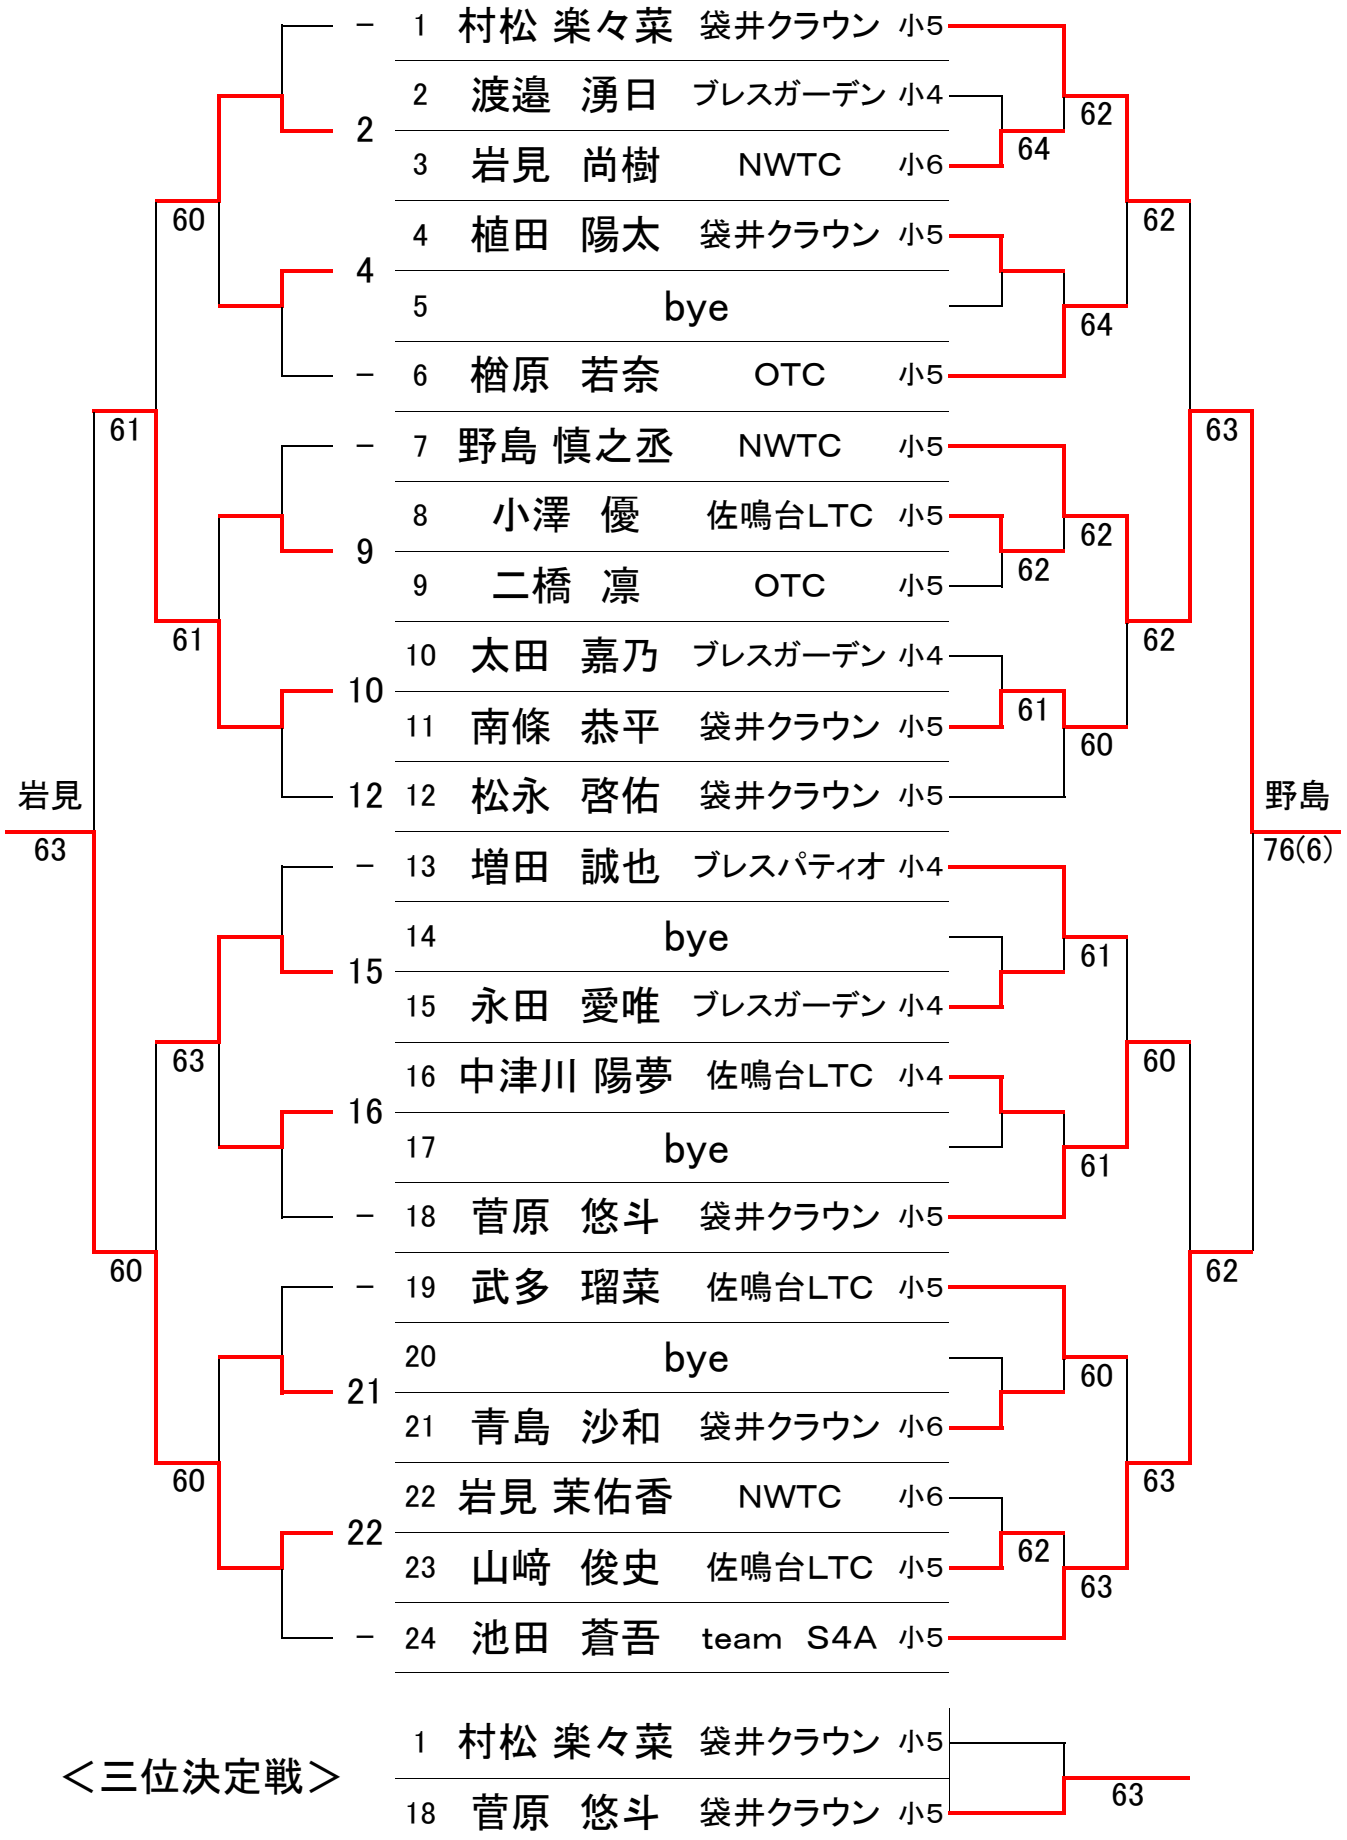 － 1 村松 楽々菜 袋井クラウン 小5
62
2 渡邉 湧日 ブレスガーデン 小4
2
64
3 岩見 尚樹 NWTC 小6
60
62
4 植田 陽太 袋井クラウン 小5
4
5 bye
64
－ 6 楢原 若奈 OTC 小5
61
63
－ 7 野島 慎之丞 NWTC 小5
8 小澤 優 佐鳴台LTC 小5
62
9
62
9 二橋 凛 OTC 小5
61
62
10 太田 嘉乃 ブレスガーデン 小4
10
61
11 南條 恭平 袋井クラウン 小5
60
岩見
12 12 松永 啓佑 袋井クラウン 小5
野島
63
76(6)
－ 13 増田 誠也 ブレスパティオ 小4
14 bye
61
15
15 永田 愛唯 ブレスガーデン 小4
63
60
16 中津川 陽夢 佐鳴台LTC 小4
16
17 bye
61
－ 18 菅原 悠斗 袋井クラウン 小5
60
62
－ 19 武多 瑠菜 佐鳴台LTC 小5
20 bye
60
21
21 青島 沙和 袋井クラウン 小6
60
63
22 岩見 茉佑香 NWTC 小6
22
62
23 山﨑 俊史 佐鳴台LTC 小5
63
－ 24 池田 蒼吾 team S4A 小5
＜三位決定戦＞
1 村松 楽々菜 袋井クラウン 小5
63
18 菅原 悠斗 袋井クラウン 小5